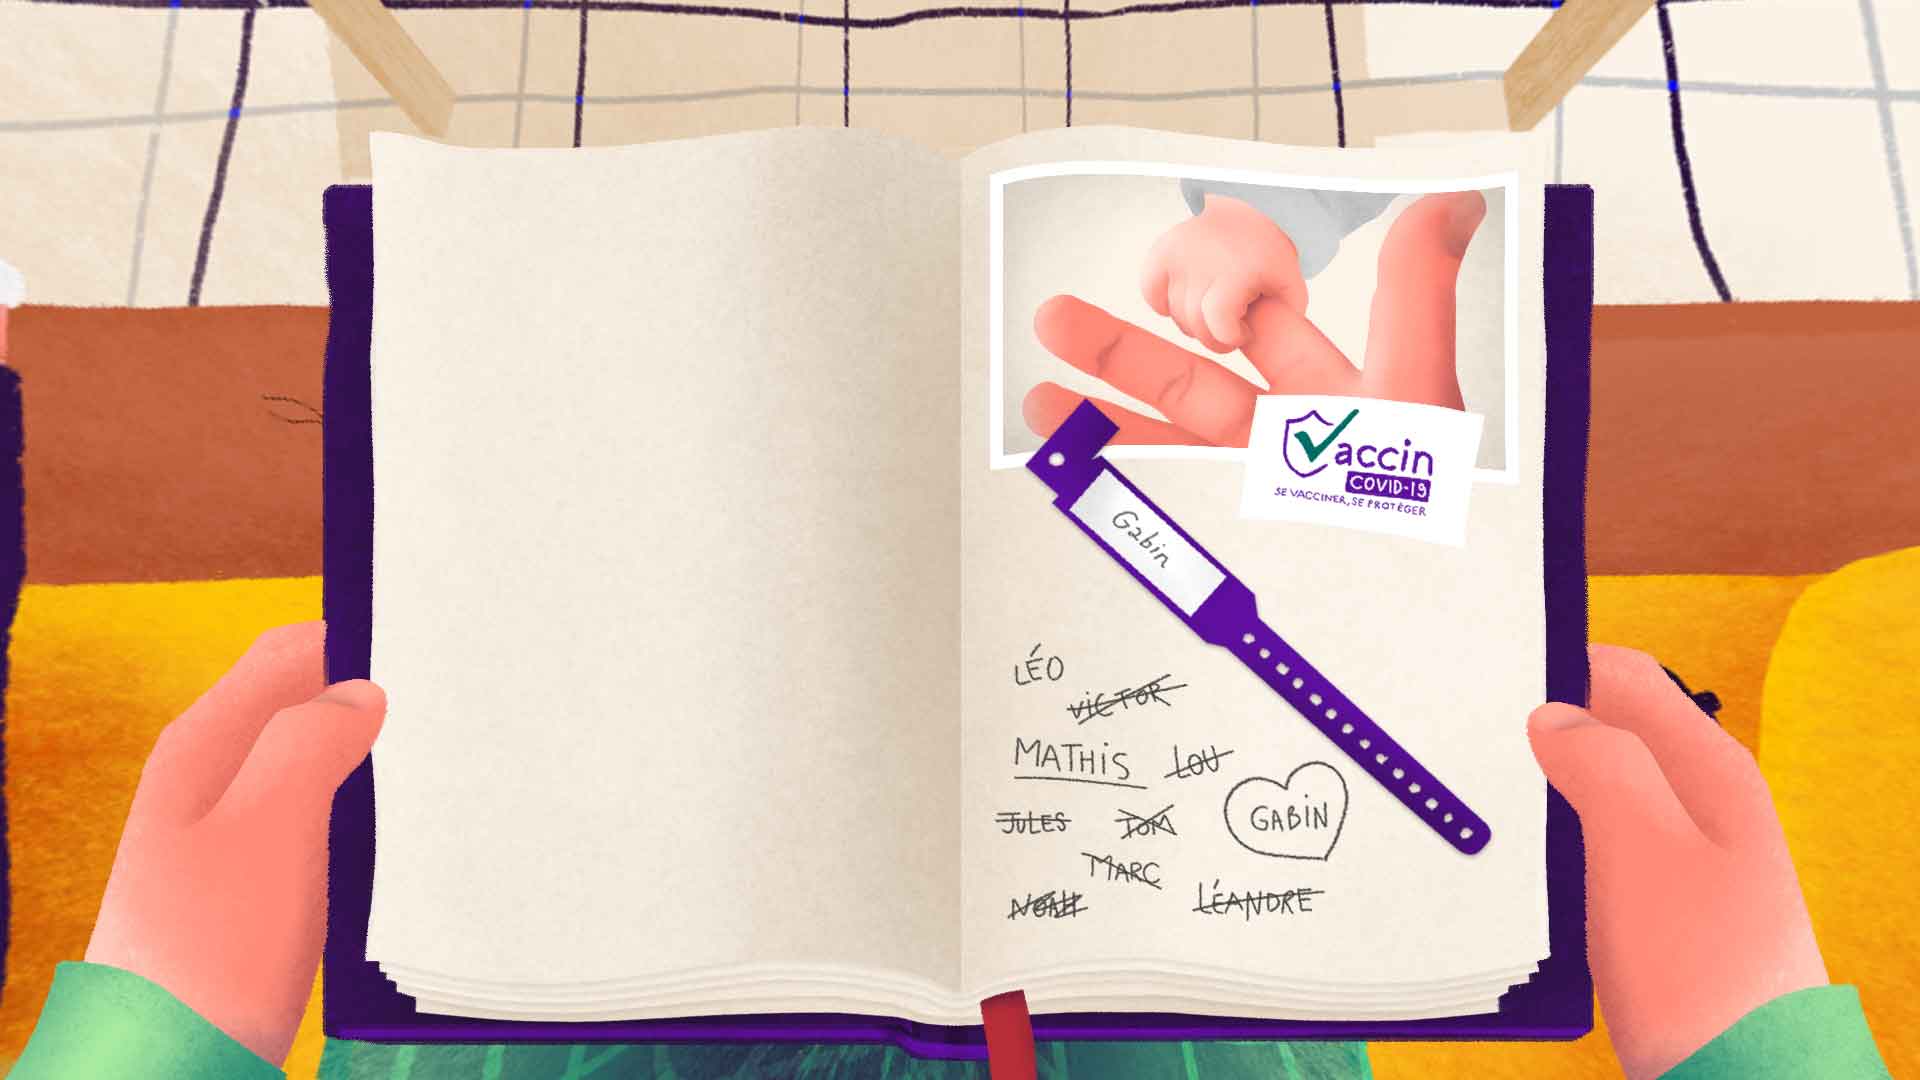 Vaccin
COVID-19
SE VACCINER, SE PROTÉGER
Gabin
LÉO
VICTOR
MATHIS LOU
JULES TOM GABIN
MARC
NOAH LÉANDRE